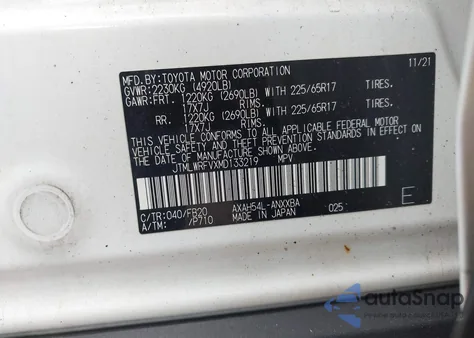 MFD.BY:TOYOTA MOTOR CORPORATION 11/21
GVWR:2230KG (4920LB)
GAWR:FRT. 1220KG (2690LB) WITH 225/65R17 TIRES.
17X7J RIMS.
RR. 1220KG (2690LB) WITH 225/65R17 TIRES.
17X7J RIMS.
THIS VEHICLE CONFORMS TO ALL APPLICABLE FEDERAL MOTOR
VEHICLE SAFETY AND THEFT PREVENTION STANDARDS IN EFFECT
ON THE DATE OF MANUFACTURE SHOWN ABOVE.
JTMLWRFVXMD133219 MPV
C/TR:040/FB20 AXAH54L-ANXXBA 025 E
A/TM: /P710 MADE IN JAPAN
autoSnap